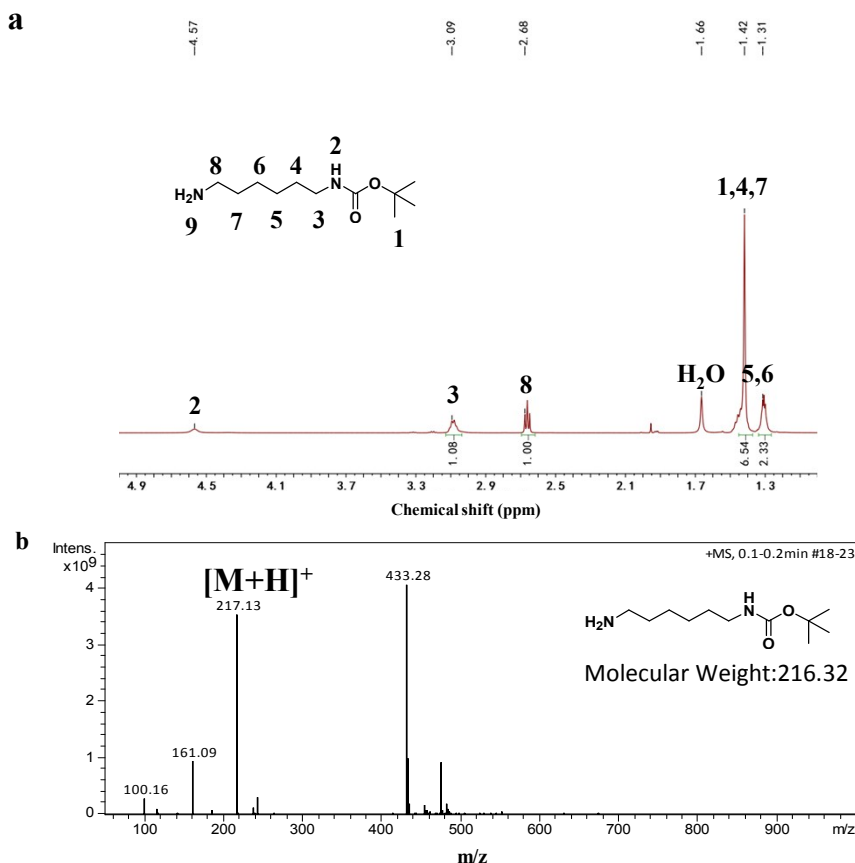 a
4.57
3.09
2.68
1.66
1.42
1.31
2
H
N
8 6 4
H₂N
O
O
9 7 5 3
1
1,4,7
H₂O
5,6
2
3
8
1.08
1.00
6.54
2.33
4.9 4.5 4.1 3.7 3.3 2.9 2.5 2.1 1.7 1.3
Chemical shift (ppm)
b
Intens.
x10⁹
+MS, 0.1-0.2min #18-23
[M+H]⁺
217.13
433.28
4
3
2
1
0
161.09
100.16
H
N
H₂N
O
O
Molecular Weight:216.32
100 200 300 400 500 600 700 800 900 m/z
m/z